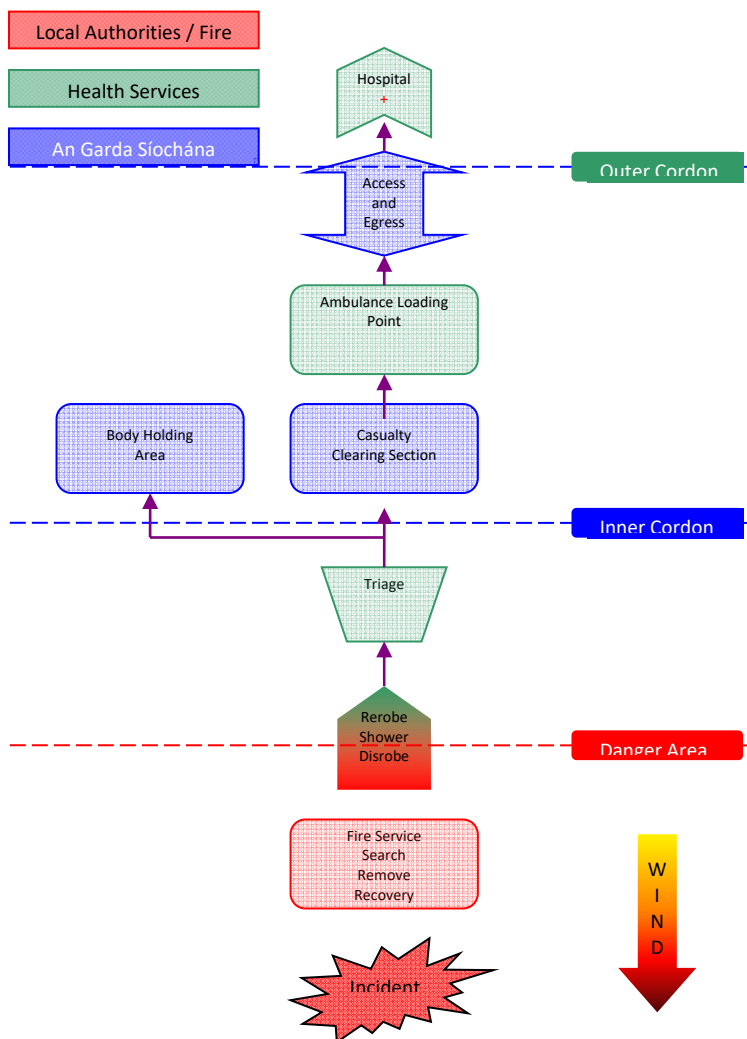 Local Authorities / Fire
Health Services
An Garda Síochána
Hospital
+
Outer Cordon
Access
and
Egress
Ambulance Loading
Point
Body Holding
Area
Casualty
Clearing Section
Inner Cordon
Triage
Rerobe
Shower
Disrobe
Danger Area
Fire Service
Search
Remove
Recovery
W
I
N
D
Incident